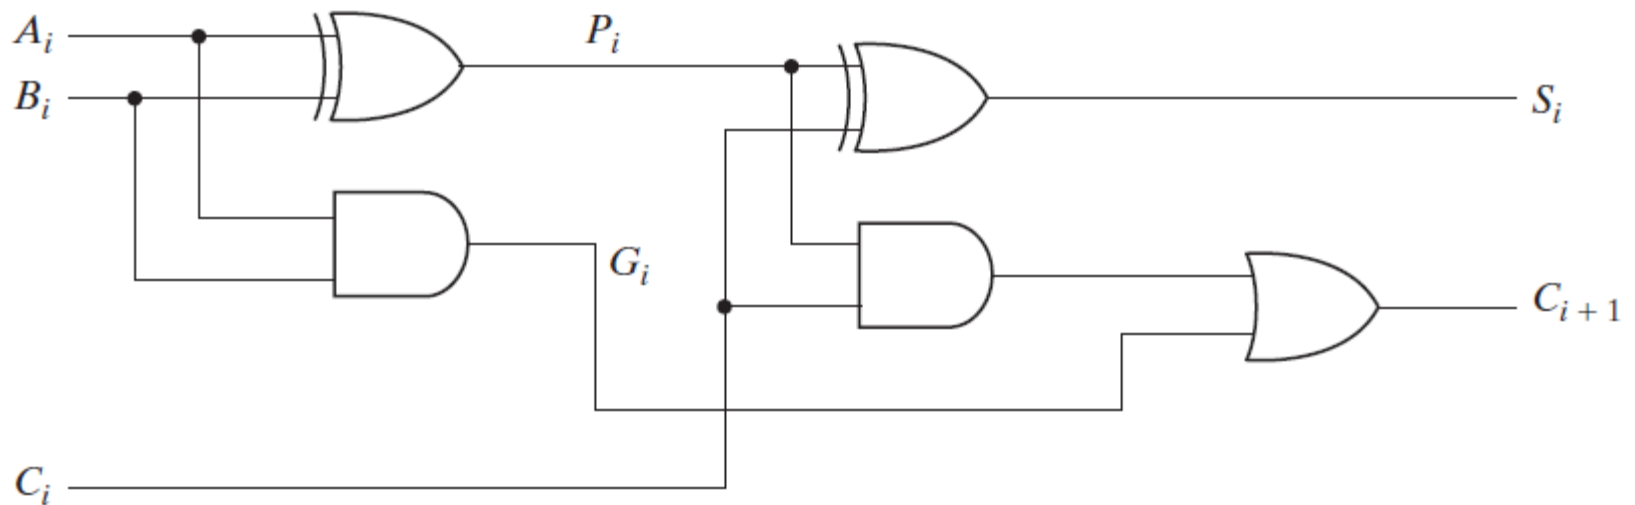 A_i
P_i
B_i
S_i
G_i
C_{i + 1}
C_i